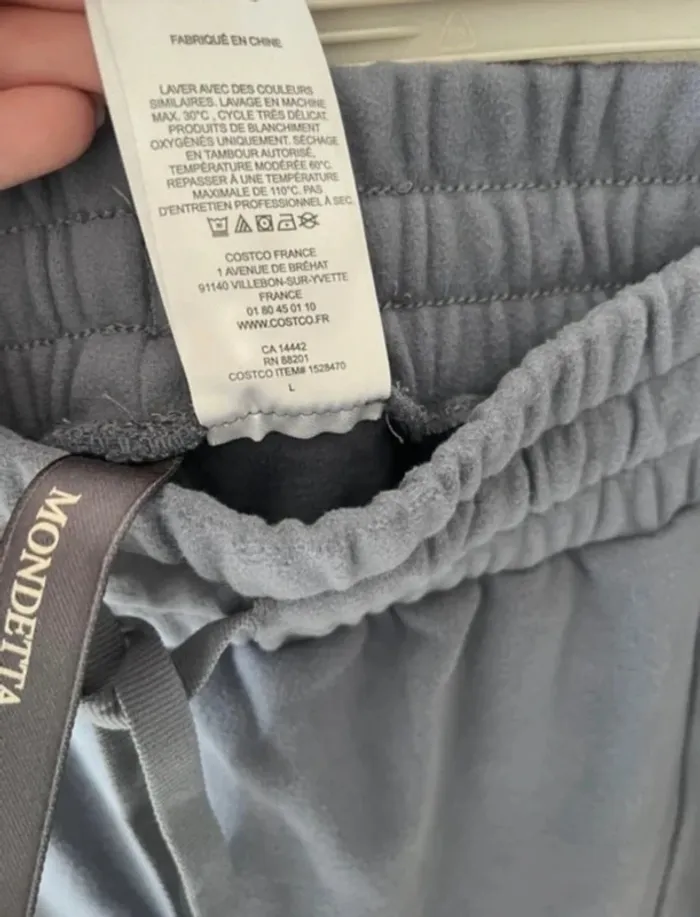 FABRIQUÉ EN CHINE
LAVER AVEC DES COULEURS
SIMILAIRES. LAVAGE EN MACHINE
MAX. 30°C, CYCLE TRÈS DÉLICAT.
PRODUITS DE BLANCHIMENT
OXYGÉNÉS UNIQUEMENT. SÉCHAGE
EN TAMBOUR AUTORISÉ,
TEMPÉRATURE MODÉRÉE 60°C.
REPASSER À UNE TEMPÉRATURE
MAXIMALE DE 110°C. PAS
D'ENTRETIEN PROFESSIONNEL À SEC.
COSTCO FRANCE
1 AVENUE DE BRÉHAT
91140 VILLEBON-SUR-YVETTE
FRANCE
01 80 45 01 10
WWW.COSTCO.FR
CA 14442
RN 88201
COSTCO ITEM# 1528470
L
MONDETTA